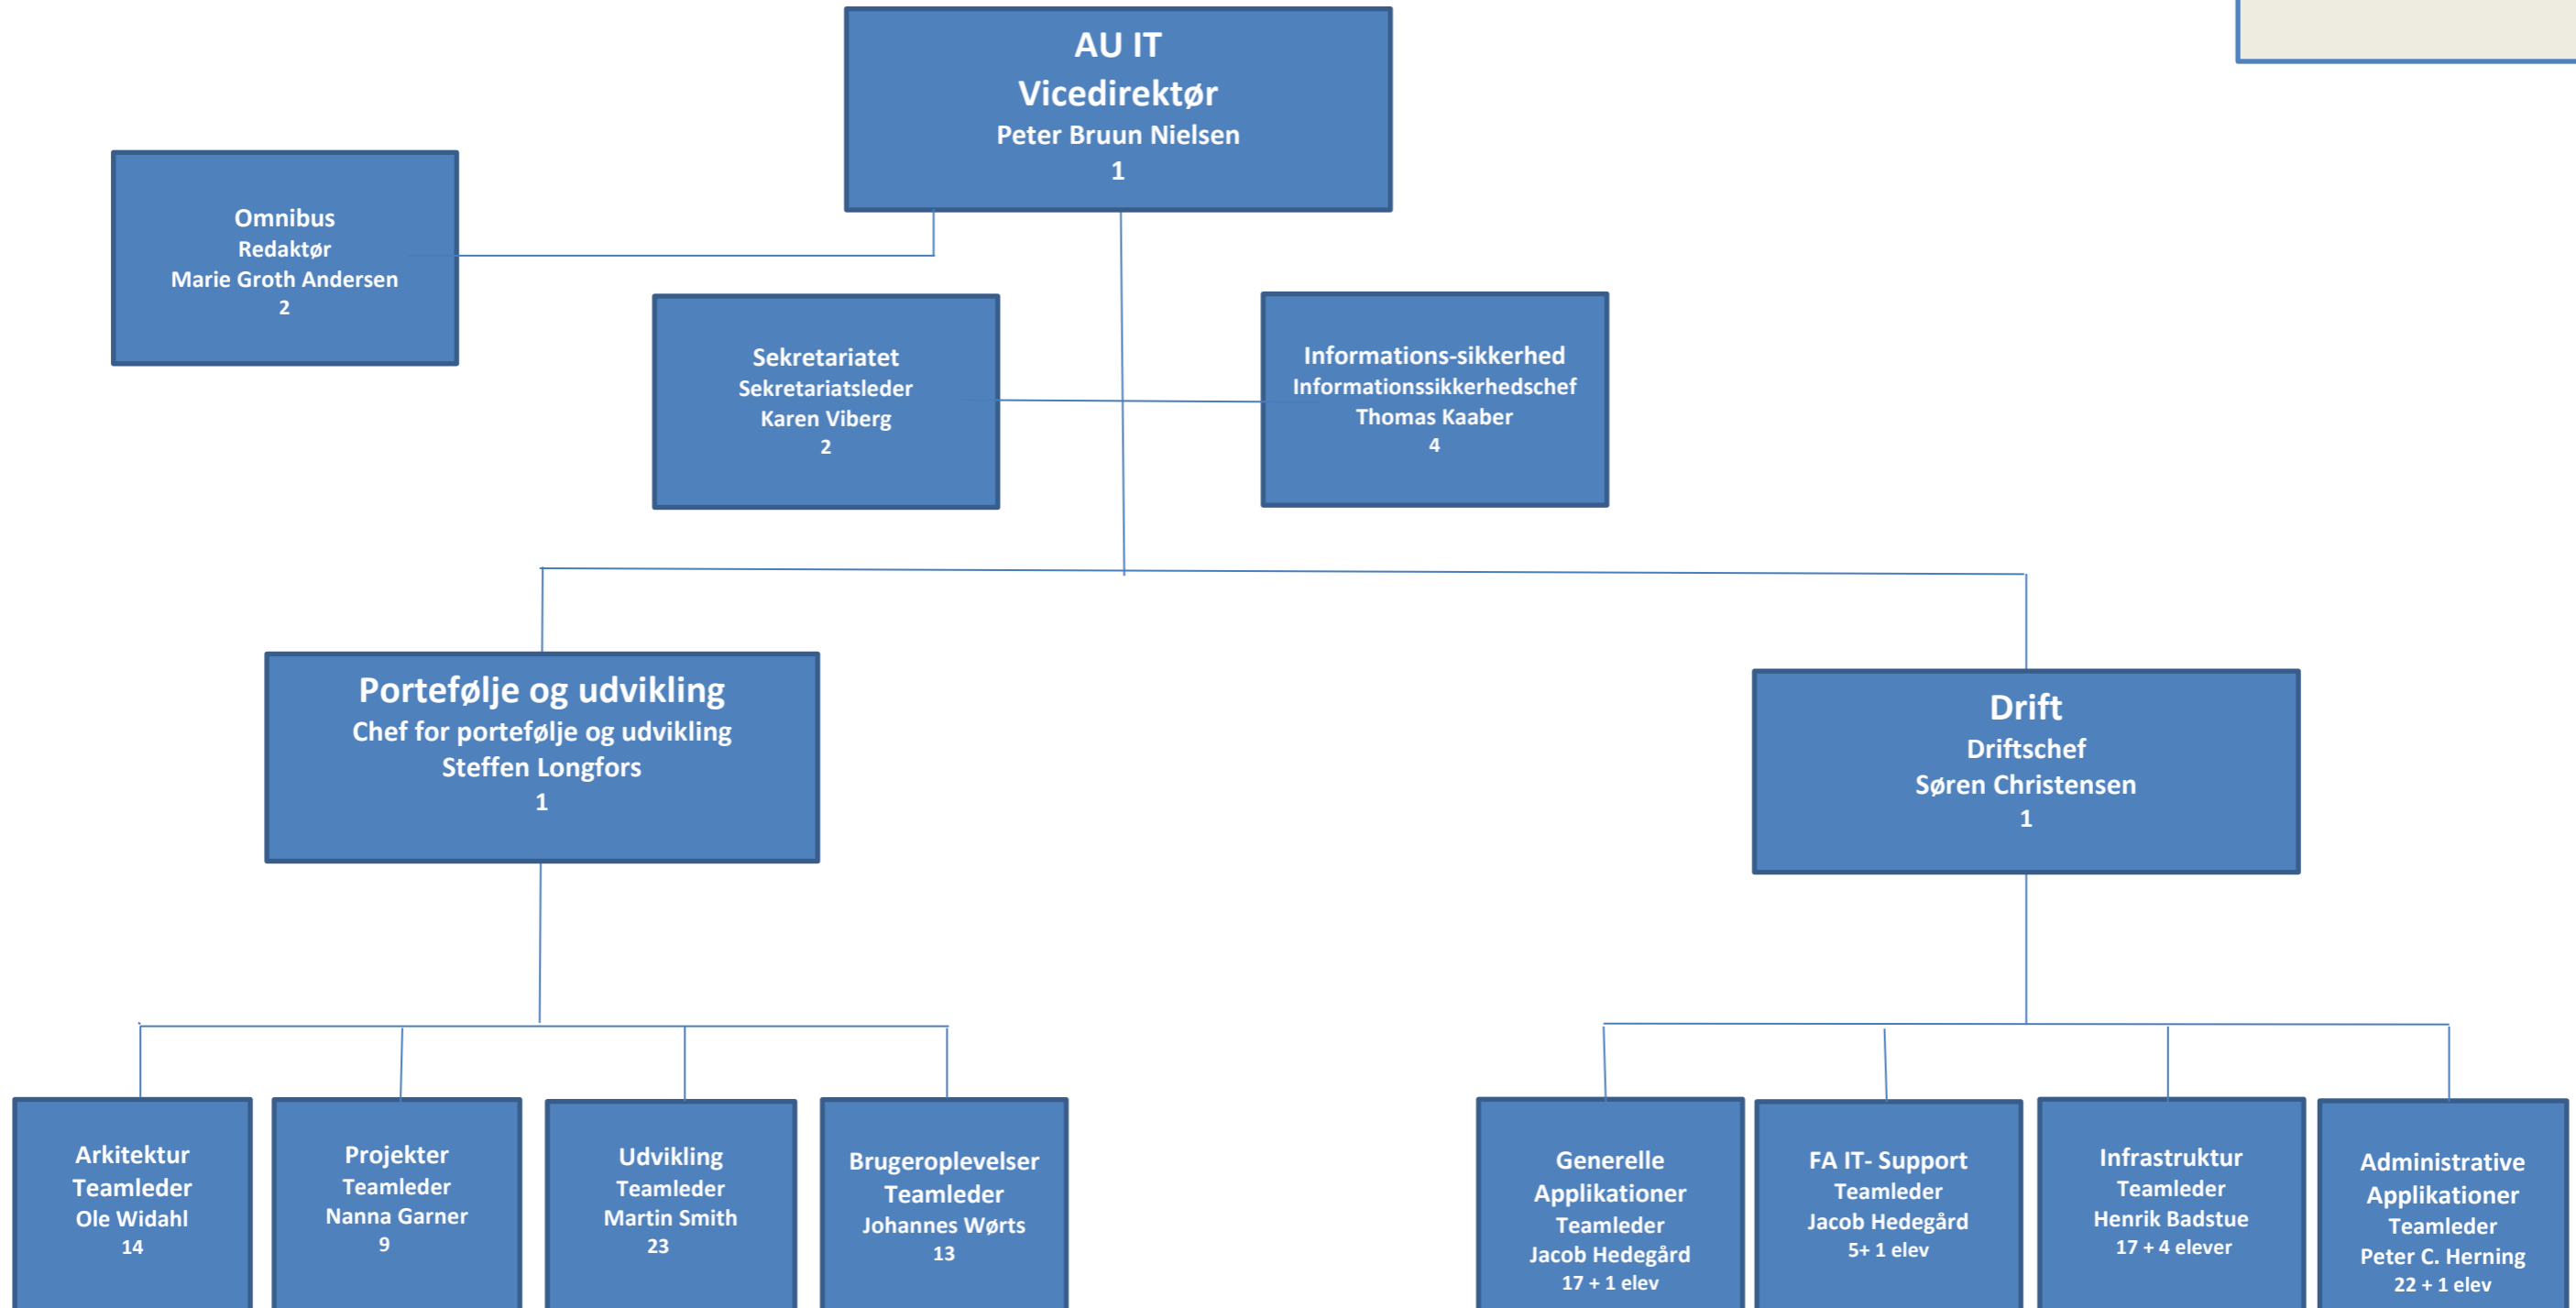 AU IT
Vicedirektør
Peter Bruun Nielsen
1
Omnibus
Redaktør
Marie Groth Andersen
2
Sekretariatet
Sekretariatsleder
Karen Viberg
2
Informations-sikkerhed
Informationssikkerhedschef
Thomas Kaaber
4
Portefølje og udvikling
Chef for portefølje og udvikling
Steffen Longfors
1
Drift
Driftschef
Søren Christensen
1
Arkitektur
Teamleder
Ole Widahl
14
Projekter
Teamleder
Nanna Garner
9
Udvikling
Teamleder
Martin Smith
23
Brugeroplevelser
Teamleder
Johannes Wørts
13
Generelle
Applikationer
Teamleder
Jacob Hedegård
17 + 1 elev
FA IT- Support
Teamleder
Jacob Hedegård
5+ 1 elev
Infrastruktur
Teamleder
Henrik Badstue
17 + 4 elever
Administrative
Applikationer
Teamleder
Peter C. Herning
22 + 1 elev